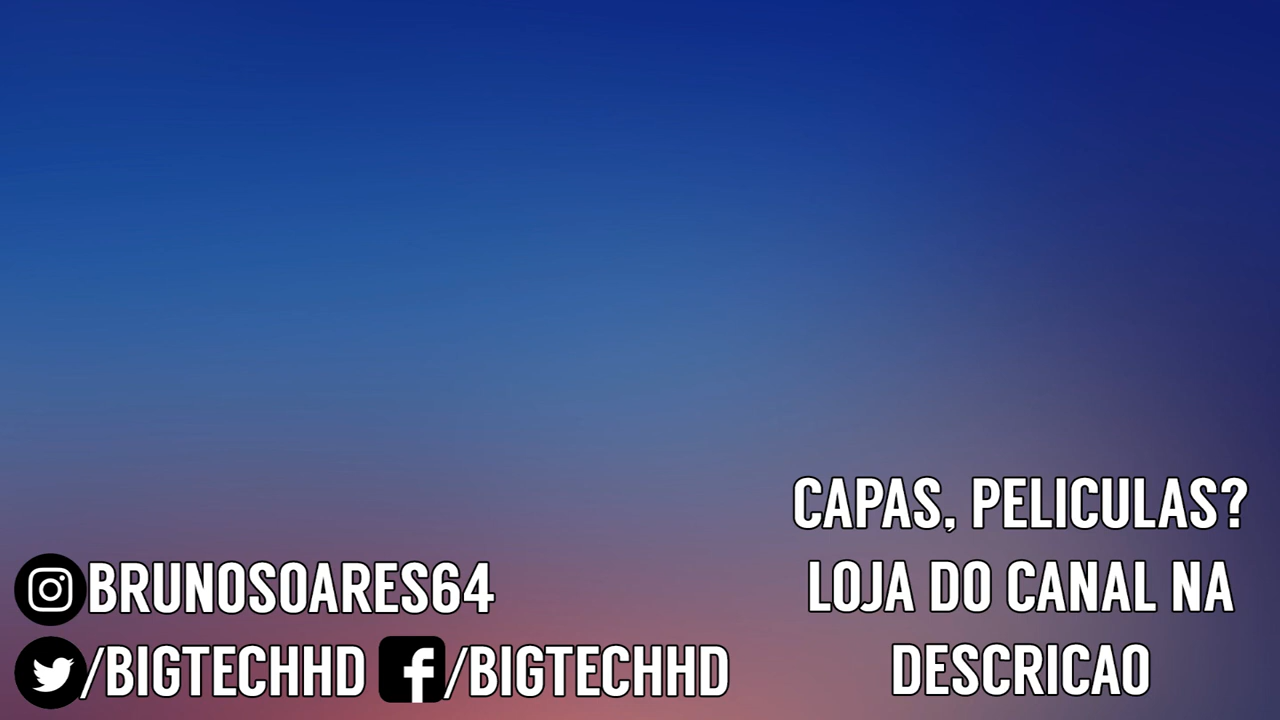 CAPAS, PELICULAS?
LOJA DO CANAL NA
DESCRICAO
BRUNOSOARES64
/BIGTECHHD /BIGTECHHD